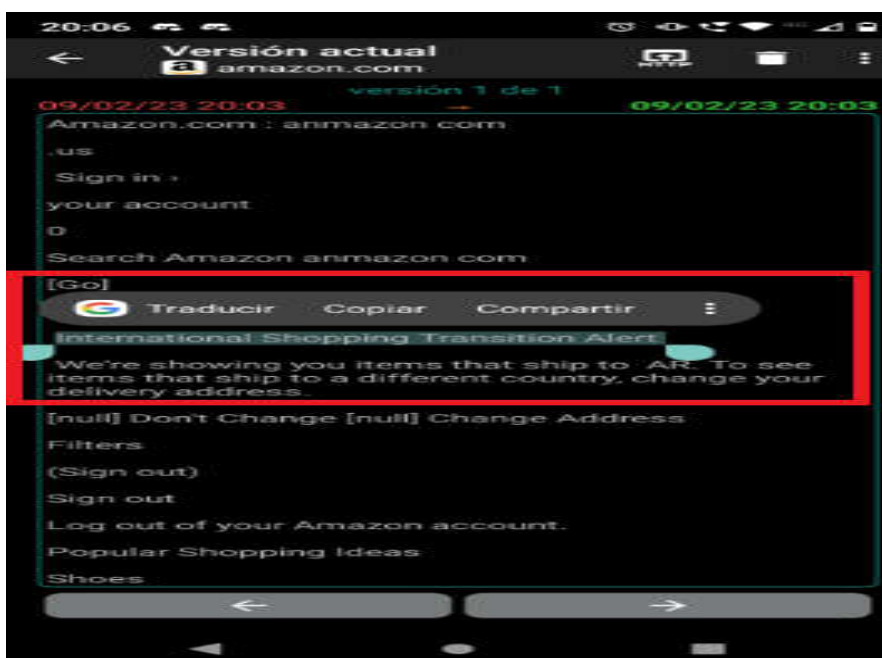 20:06
Versión actual
a amazon.com
HTTP
versión 1 de 1
09/02/23 20:03 → 09/02/23 20:03
Amazon.com : anmazon com
.us
Sign in ›
your account
0
Search Amazon anmazon com
[Go]
G Traducir Copiar Compartir
International Shopping Transition Alert
We're showing you items that ship to AR. To see
items that ship to a different country, change your
delivery address.
[null] Don't Change [null] Change Address
Filters
(Sign out)
Sign out
Log out of your Amazon account.
Popular Shopping Ideas
Shoes